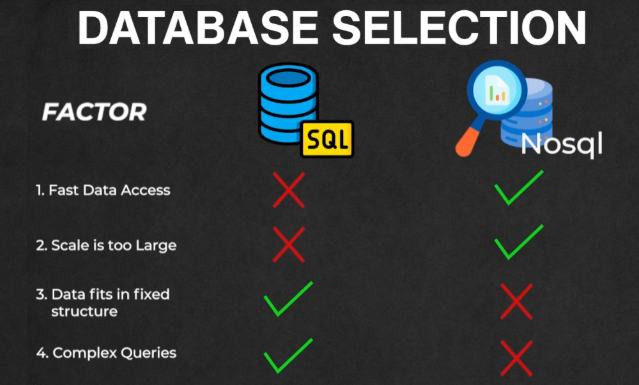 DATABASE SELECTION
FACTOR
SQL
Nosql
1. Fast Data Access
2. Scale is too Large
3. Data fits in fixed
structure
4. Complex Queries